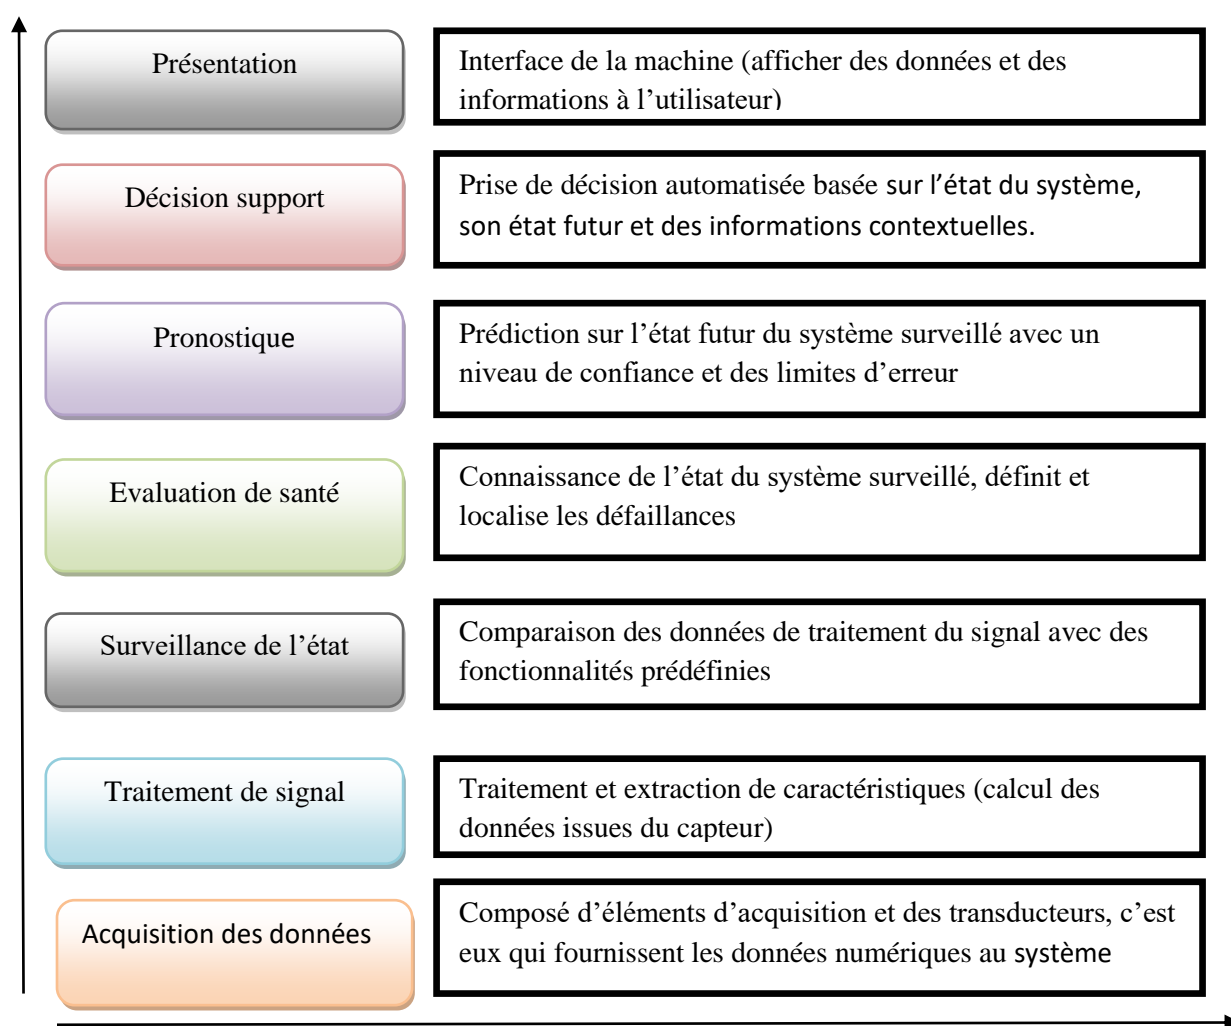 Présentation
Interface de la machine (afficher des données et des
informations à l’utilisateur)
Décision support
Prise de décision automatisée basée sur l’état du système,
son état futur et des informations contextuelles.
Pronostique
Prédiction sur l’état futur du système surveillé avec un
niveau de confiance et des limites d’erreur
Evaluation de santé
Connaissance de l’état du système surveillé, définit et
localise les défaillances
Surveillance de l’état
Comparaison des données de traitement du signal avec des
fonctionnalités prédéfinies
Traitement de signal
Traitement et extraction de caractéristiques (calcul des
données issues du capteur)
Acquisition des données
Composé d’éléments d’acquisition et des transducteurs, c’est
eux qui fournissent les données numériques au système